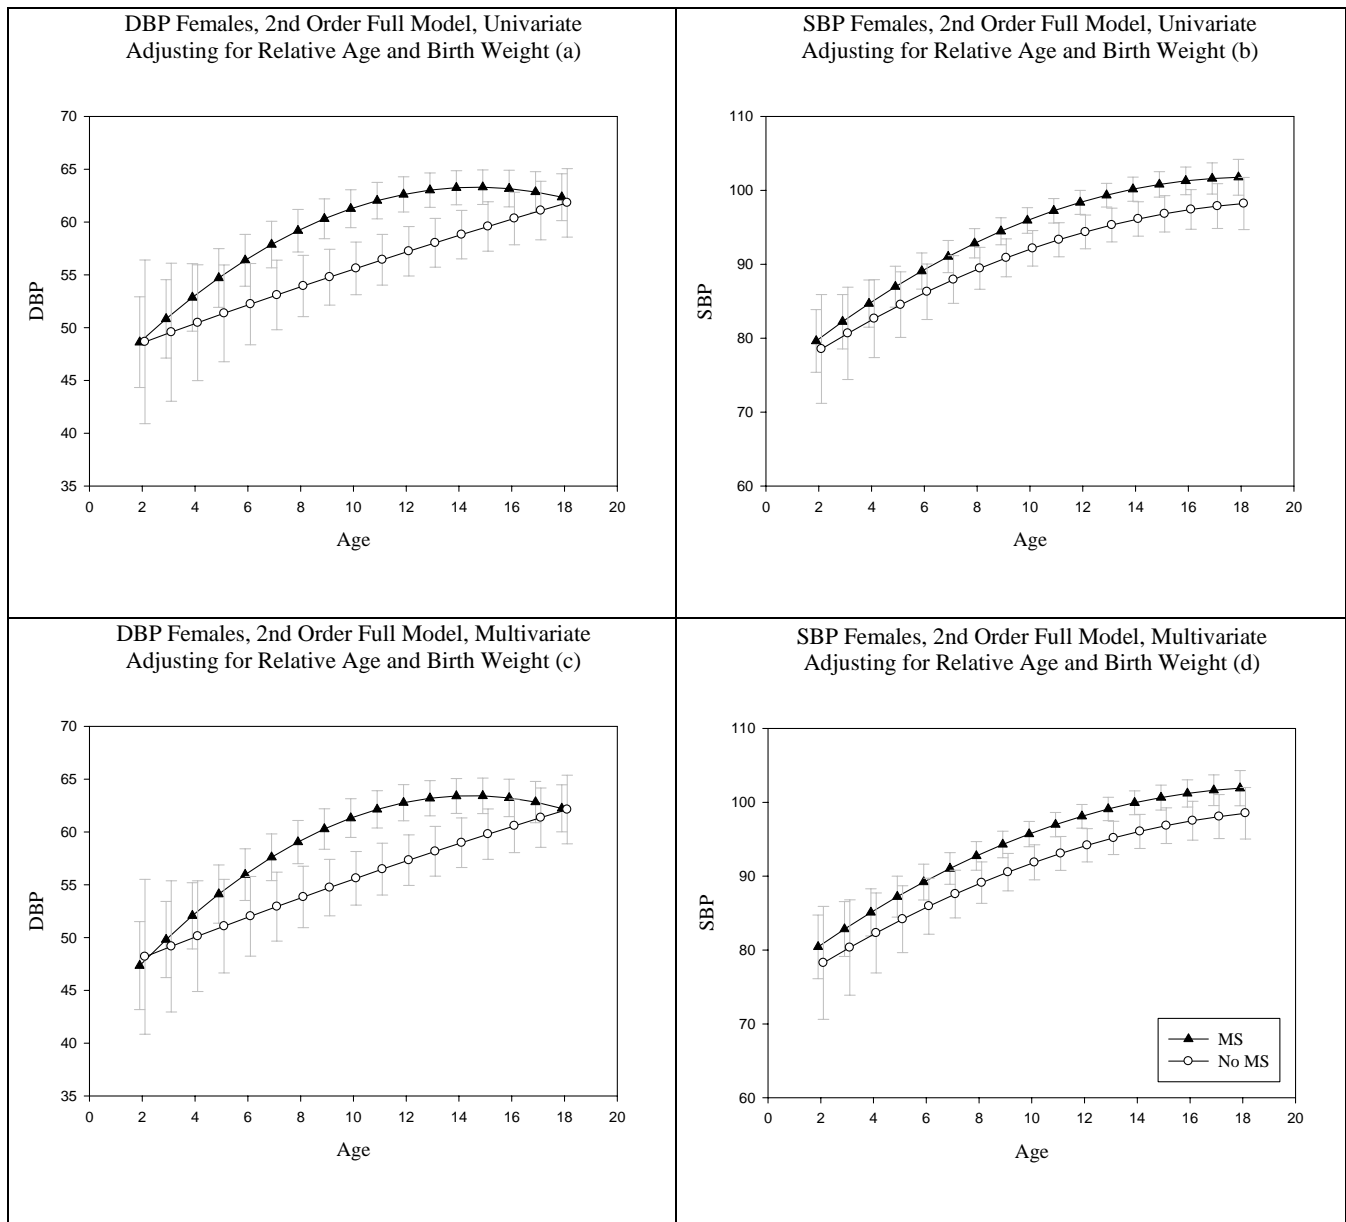 DBP Females, 2nd Order Full Model, Univariate
Adjusting for Relative Age and Birth Weight (a)
70
65
60
55
50
45
40
35
DBP
0 2 4 6 8 10 12 14 16 18 20
Age
SBP Females, 2nd Order Full Model, Univariate
Adjusting for Relative Age and Birth Weight (b)
110
100
90
80
70
60
SBP
0 2 4 6 8 10 12 14 16 18 20
Age
DBP Females, 2nd Order Full Model, Multivariate
Adjusting for Relative Age and Birth Weight (c)
70
65
60
55
50
45
40
35
DBP
0 2 4 6 8 10 12 14 16 18 20
Age
SBP Females, 2nd Order Full Model, Multivariate
Adjusting for Relative Age and Birth Weight (d)
110
100
90
80
70
60
SBP
MS
No MS
0 2 4 6 8 10 12 14 16 18 20
Age